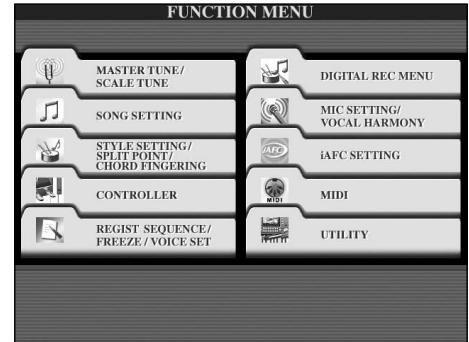 FUNCTION MENU
MASTER TUNE/
SCALE TUNE
SONG SETTING
STYLE SETTING/
SPLIT POINT/
CHORD FINGERING
CONTROLLER
REGIST SEQUENCE/
FREEZE / VOICE SET
DIGITAL REC MENU
MIC SETTING/
VOCAL HARMONY
iAFC
iAFC SETTING
MIDI
MIDI
UTILITY